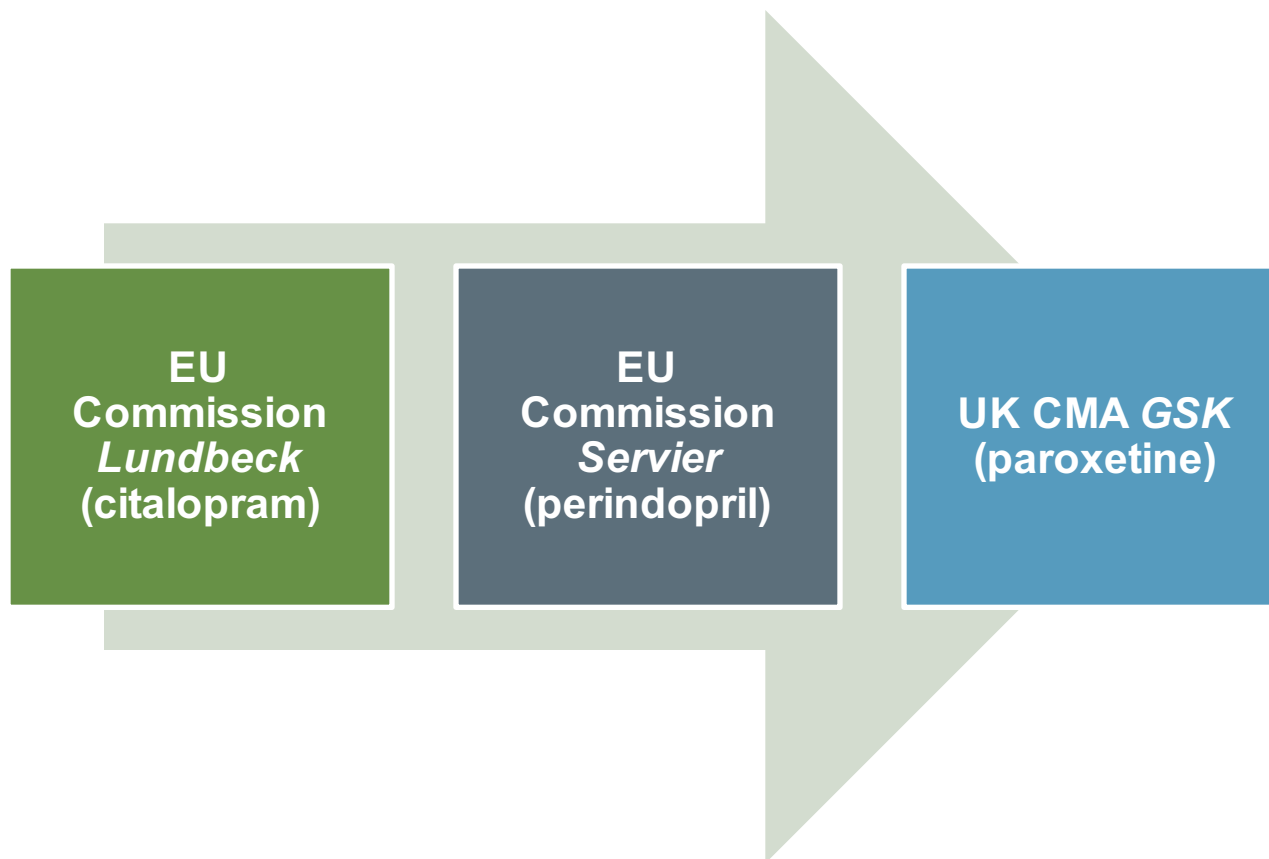 EU
Commission
Lundbeck
(citalopram)
EU
Commission
Servier
(perindopril)
UK CMA GSK
(paroxetine)